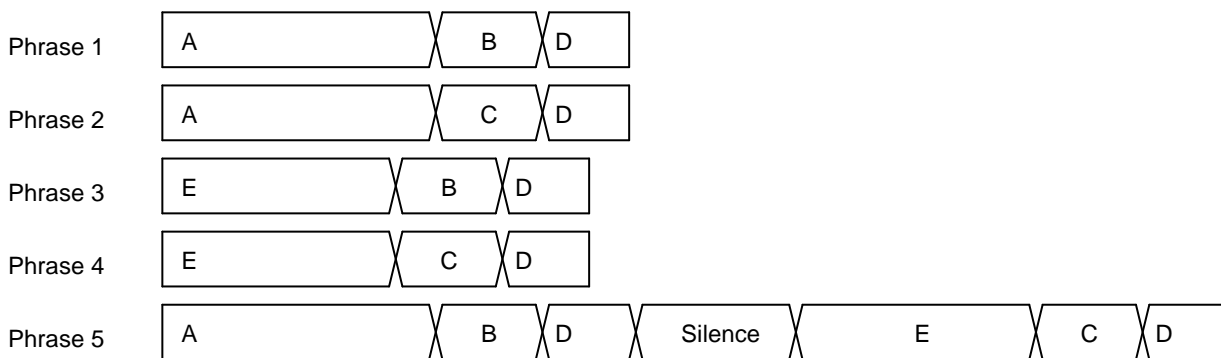 Phrase 1 A B D
Phrase 2 A C D
Phrase 3 E B D
Phrase 4 E C D
Phrase 5 A B D Silence E C D